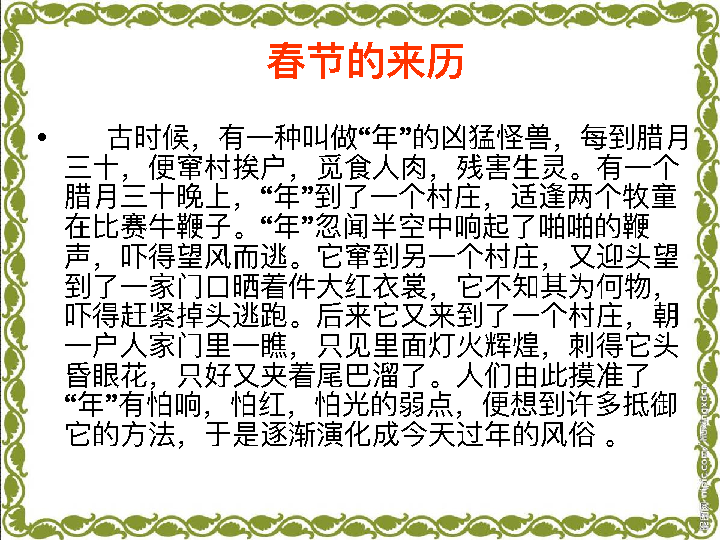 春节的来历
• 古时候，有一种叫做“年”的凶猛怪兽，每到腊月
三十，便窜村挨户，觅食人肉，残害生灵。有一个
腊月三十晚上，“年”到了一个村庄，适逢两个牧童
在比赛牛鞭子。“年”忽闻半空中响起了啪啪的鞭
声，吓得望风而逃。它窜到另一个村庄，又迎头望
到了一家门口晒着件大红衣裳，它不知其为何物，
吓得赶紧掉头逃跑。后来它又来到了一个村庄，朝
一户人家门里一瞧，只见里面灯火辉煌，刺得它头
昏眼花，只好又夹着尾巴溜了。人们由此摸准了
“年”有怕响，怕红，怕光的弱点，便想到许多抵御
它的方法，于是逐渐演化成今天过年的风俗 。